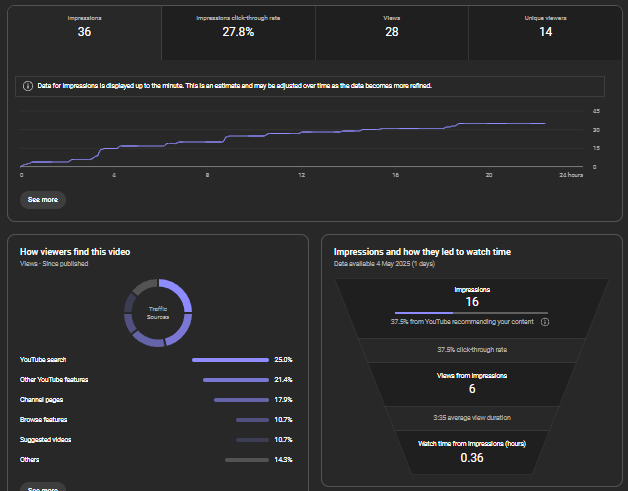 Impressions
36
Impressions click-through rate
27.8%
Views
28
Unique viewers
14
Data for impressions is displayed up to the minute. This is an estimate and may be adjusted over time as the data becomes more refined.
45
30
15
0
0 4 8 12 16 20 24 hours
See more
How viewers find this video
Views · Since published
Traffic
Sources
YouTube search 25.0%
Other YouTube features 21.4%
Channel pages 17.9%
Browse features 10.7%
Suggested videos 10.7%
Others 14.3%
See more
Impressions and how they led to watch time
Data available 4 May 2025 (1 days)
Impressions
16
37.5% from YouTube recommending your content
37.5% click-through rate
Views from impressions
6
3:35 average view duration
Watch time from impressions (hours)
0.36